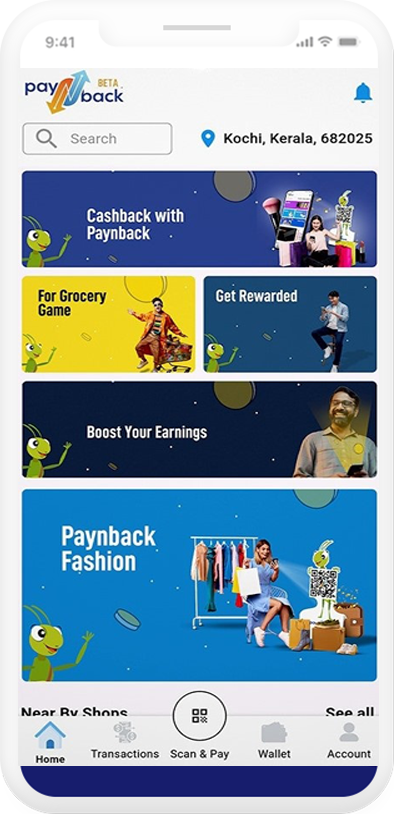 9:41
pay N back BETA
Search
Kochi, Kerala, 682025
Cashback with
Paynback
For Grocery
Game
Get Rewarded
Boost Your Earnings
Paynback
Fashion
Near By Shops
See all
Home
Transactions
Scan & Pay
Wallet
Account